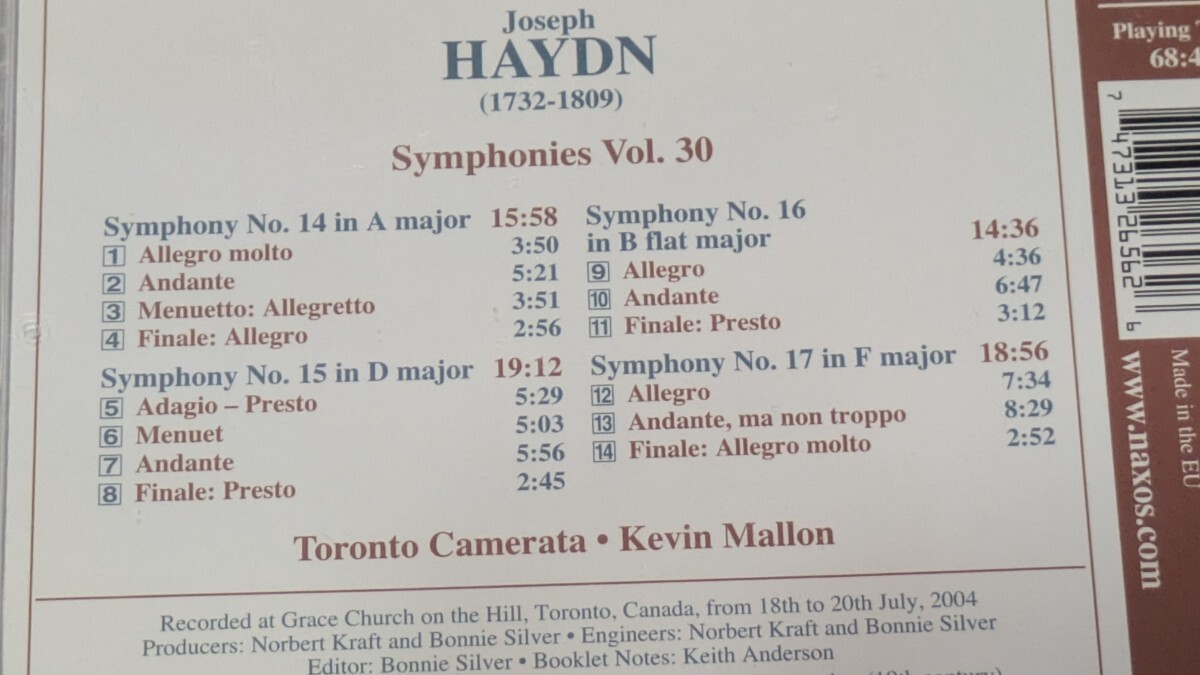 Joseph
HAYDN
(1732-1809)
Symphonies Vol. 30
Symphony No. 14 in A major 15:58
1 Allegro molto 3:50
2 Andante 5:21
3 Menuetto: Allegretto 3:51
4 Finale: Allegro 2:56
Symphony No. 15 in D major 19:12
5 Adagio – Presto 5:29
6 Menuet 5:03
7 Andante 5:56
8 Finale: Presto 2:45
Symphony No. 16
in B flat major 14:36
9 Allegro 4:36
10 Andante 6:47
11 Finale: Presto 3:12
Symphony No. 17 in F major 18:56
12 Allegro 7:34
13 Andante, ma non troppo 8:29
14 Finale: Allegro molto 2:52
Toronto Camerata • Kevin Mallon
Recorded at Grace Church on the Hill, Toronto, Canada, from 18th to 20th July, 2004
Producers: Norbert Kraft and Bonnie Silver • Engineers: Norbert Kraft and Bonnie Silver
Editor: Bonnie Silver • Booklet Notes: Keith Anderson
Playing
68:4
7 47313 26562 6
www.naxos.com
Made in the EU